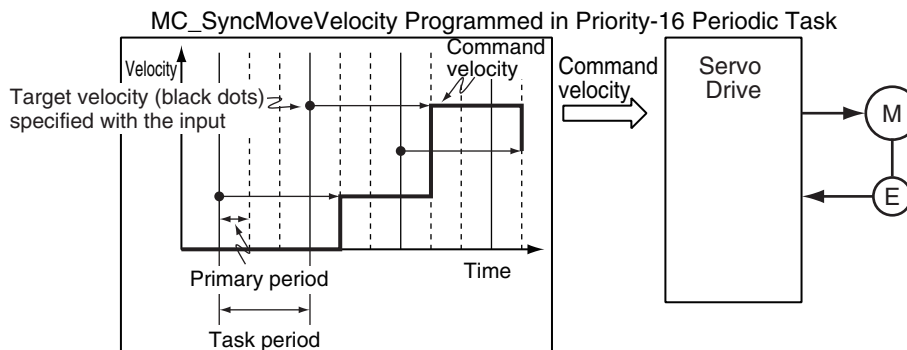 MC_SyncMoveVelocity Programmed in Priority-16 Periodic Task
Velocity
Command
velocity
Target velocity (black dots)
specified with the input
Primary period
Time
Task period
Command
velocity
Servo
Drive
M
E